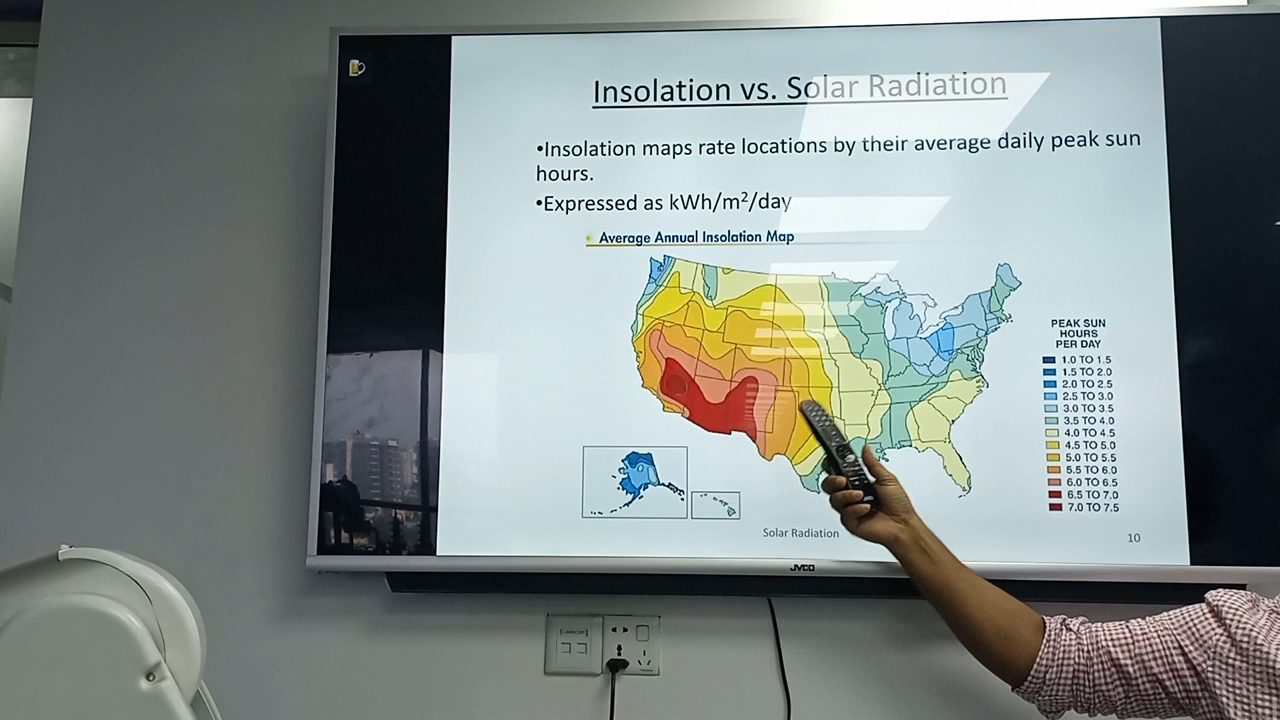 Insolation vs. Solar Radiation
•Insolation maps rate locations by their average daily peak sun
hours.
•Expressed as kWh/m²/day
Average Annual Insolation Map
PEAK SUN
HOURS
PER DAY
1.0 TO 1.5
1.5 TO 2.0
2.0 TO 2.5
2.5 TO 3.0
3.0 TO 3.5
3.5 TO 4.0
4.0 TO 4.5
4.5 TO 5.0
5.0 TO 5.5
5.5 TO 6.0
6.0 TO 6.5
6.5 TO 7.0
7.0 TO 7.5
Solar Radiation
10
JVCO